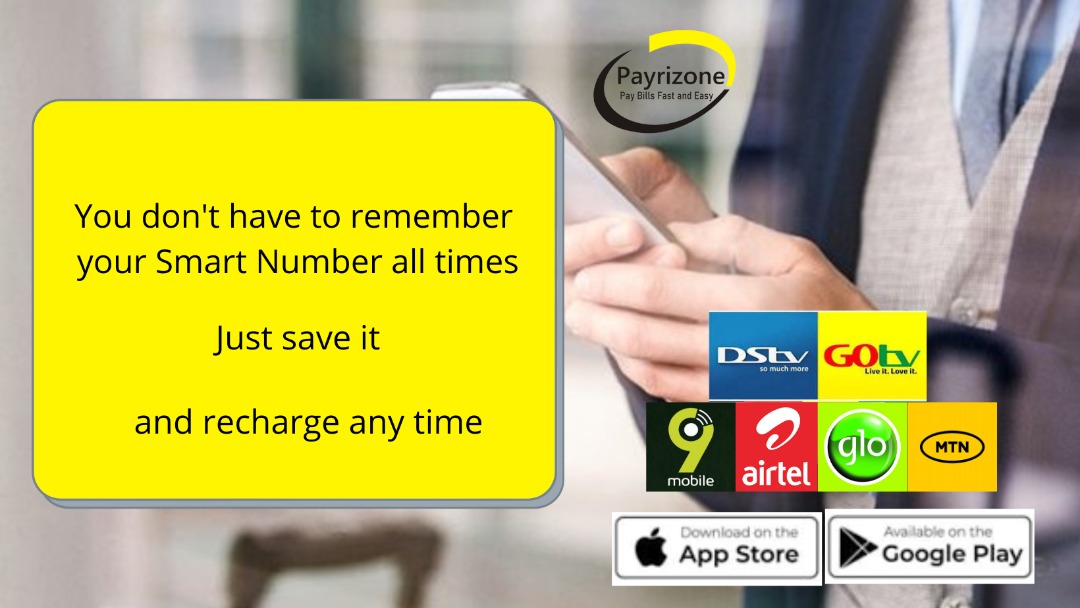 Payrizone
Pay Bills Fast and Easy
You don't have to remember
your Smart Number all times
Just save it
and recharge any time
DStv
so much more
GOtv
Live it. Love it.
9
mobile
airtel
glo
MTN
Download on the
App Store
Available on the
Google Play